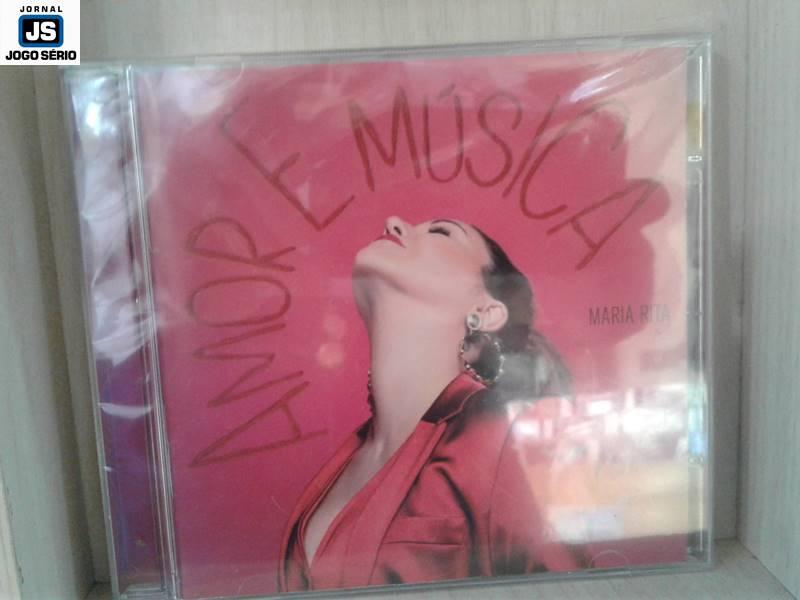 JORNAL
JS
JOGO SÉRIO
AMOR E MÚSICA
MARIA RITA